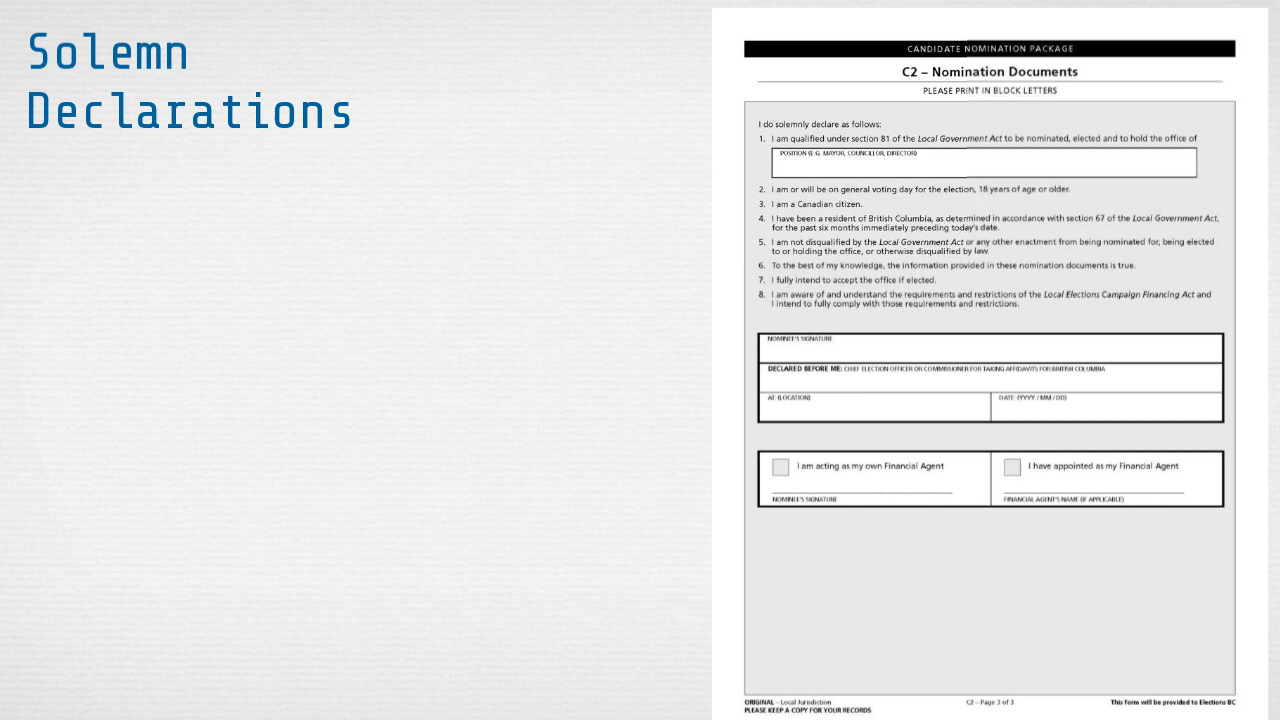 Solemn
Declarations
CANDIDATE NOMINATION PACKAGE
C2 – Nomination Documents
PLEASE PRINT IN BLOCK LETTERS
I do solemnly declare as follows:
1. I am qualified under section 81 of the Local Government Act to be nominated, elected and to hold the office of
POSITION (E.G. MAYOR, COUNCILLOR, DIRECTOR)
2. I am or will be on general voting day for the election, 18 years of age or older.
3. I am a Canadian citizen.
4. I have been a resident of British Columbia, as determined in accordance with section 67 of the Local Government Act,
for the past six months immediately preceding today's date.
5. I am not disqualified by the Local Government Act or any other enactment from being nominated for, being elected
to or holding the office, or otherwise disqualified by law.
6. To the best of my knowledge, the information provided in these nomination documents is true.
7. I fully intend to accept the office if elected.
8. I am aware of and understand the requirements and restrictions of the Local Elections Campaign Financing Act and
I intend to fully comply with those requirements and restrictions.
NOMINEE'S SIGNATURE
DECLARED BEFORE ME: CHIEF ELECTION OFFICER OR COMMISSIONER FOR TAKING AFFIDAVITS FOR BRITISH COLUMBIA
AT: (LOCATION) DATE: (YYYY / MM / DD)
I am acting as my own Financial Agent I have appointed as my Financial Agent
NOMINEE'S SIGNATURE FINANCIAL AGENT'S NAME (IF APPLICABLE)
ORIGINAL – Local Jurisdiction C2 – Page 3 of 3 This form will be provided to Elections BC
PLEASE KEEP A COPY FOR YOUR RECORDS